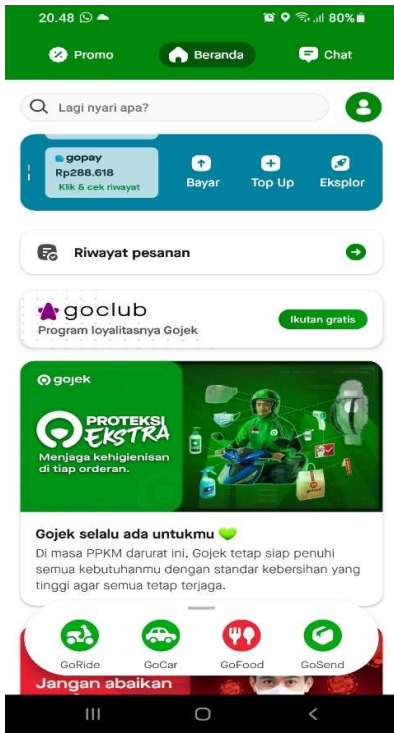 20.48
80%
Promo
Beranda
Chat
Lagi nyari apa?
gopay
Rp288.618
Klik & cek riwayat
Bayar
Top Up
Eksplor
Riwayat pesanan
goclub
Program loyalitasnya Gojek
Ikutan gratis
gojek
PROTEKSI
EKSTRA
Menjaga kehigienisan
di tiap orderan.
Gojek selalu ada untukmu 💚
Di masa PPKM darurat ini, Gojek tetap siap penuhi
semua kebutuhanmu dengan standar kebersihan yang
tinggi agar semua tetap terjaga.
GoRide
GoCar
GoFood
GoSend
Jangan abaikan